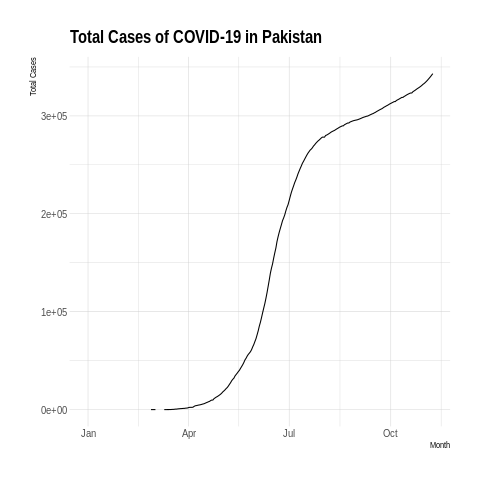 Total Cases of COVID-19 in Pakistan
Total Cases
3e+05
2e+05
1e+05
0e+00
Jan Apr Jul Oct
Month